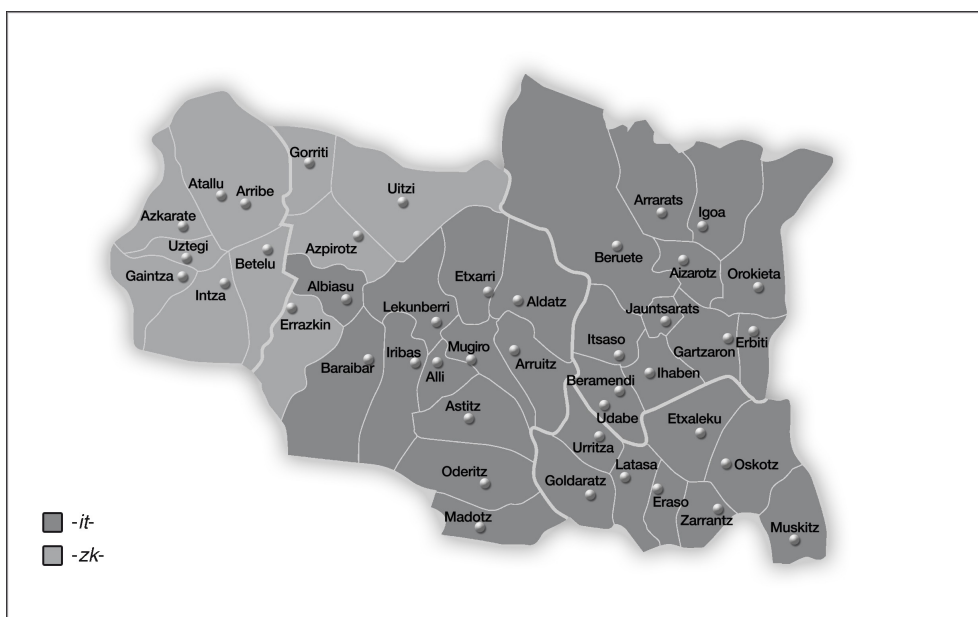 Gorriti
Uitzi
Atallu
Arribe
Azkarate
Uztegi
Gaintza
Intza
Betelu
Azpirotz
Albiasu
Errazkin
Etxarri
Aldatz
Lekunberri
Mugiro
Iribas
Alli
Arruitz
Baraibar
Astitz
Oderitz
Madotz
Arrarats
Igoa
Beruete
Aizarotz
Orokieta
Jauntsarats
Itsaso
Gartzaron
Erbiti
Ihaben
Beramendi
Udabe
Etxaleku
Urritza
Latasa
Oskotz
Goldaratz
Eraso
Zarrantz
Muskitz
-it-
-zk-